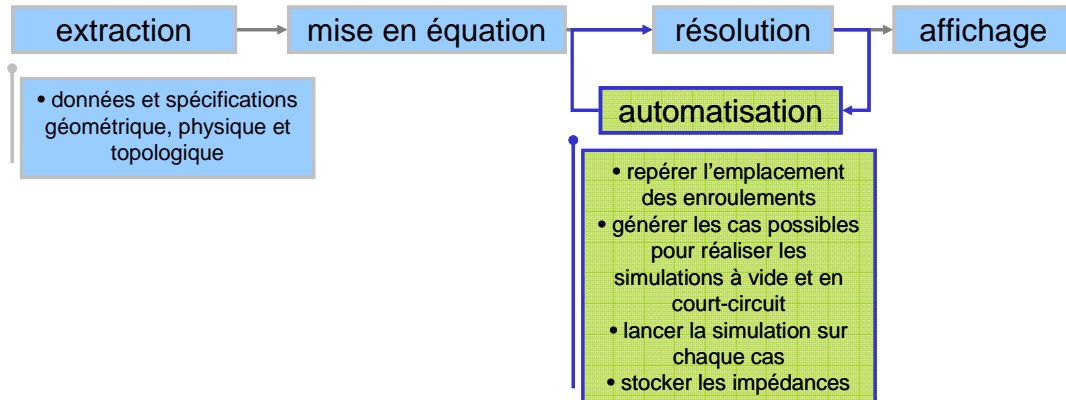 extraction
mise en équation
résolution
affichage
• données et spécifications
géométrique, physique et
topologique
automatisation
• repérer l’emplacement
des enroulements
• générer les cas possibles
pour réaliser les
simulations à vide et en
court-circuit
• lancer la simulation sur
chaque cas
• stocker les impédances